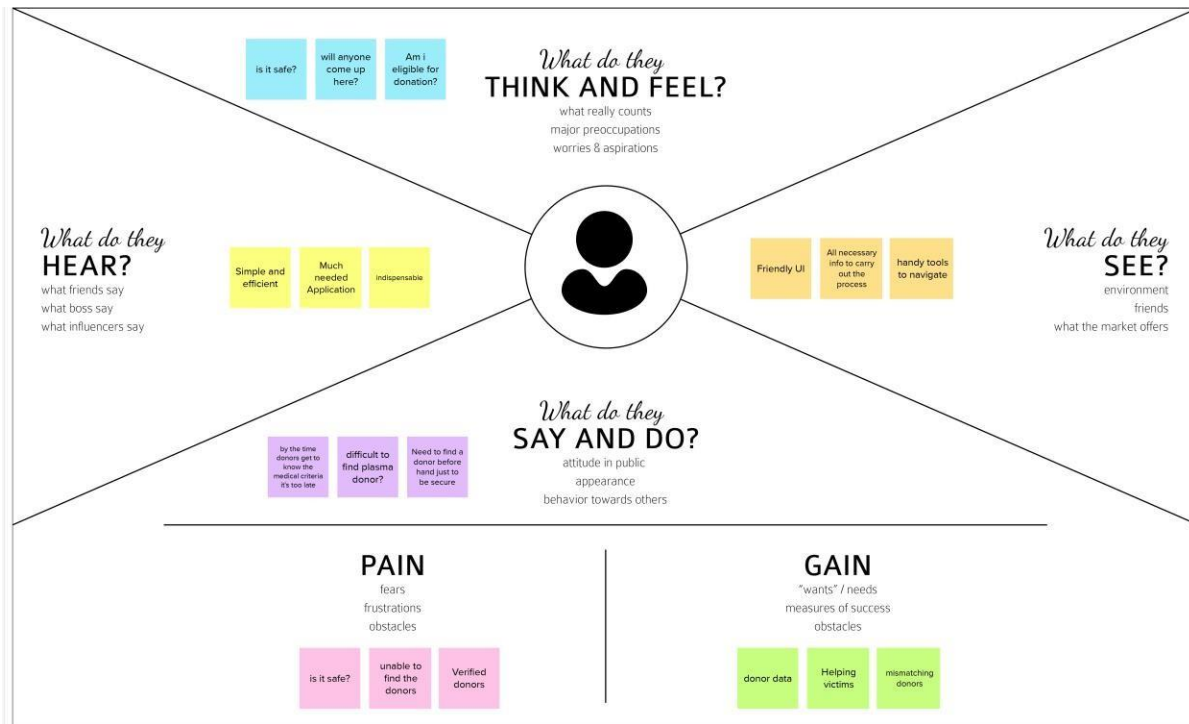 is it safe?
will anyone
come up
here?
Am i
eligible for
donation?
What do they
THINK AND FEEL?
what really counts
major preoccupations
worries & aspirations
What do they
HEAR?
what friends say
what boss say
what influencers say
Simple and
efficient
Much
needed
Application
indispensable
Friendly UI
All necessary
info to carry
out the
process
handy tools
to navigate
What do they
SEE?
environment
friends
what the market offers
What do they
SAY AND DO?
attitude in public
appearance
behavior towards others
by the time
donors get to
know the
medical criteria
it's too late
difficult to
find plasma
donor?
Need to find a
donor before
hand just to
be secure
PAIN
fears
frustrations
obstacles
is it safe?
unable to
find the
donors
Verified
donors
GAIN
"wants" / needs
measures of success
obstacles
donor data
Helping
victims
mismatching
donors